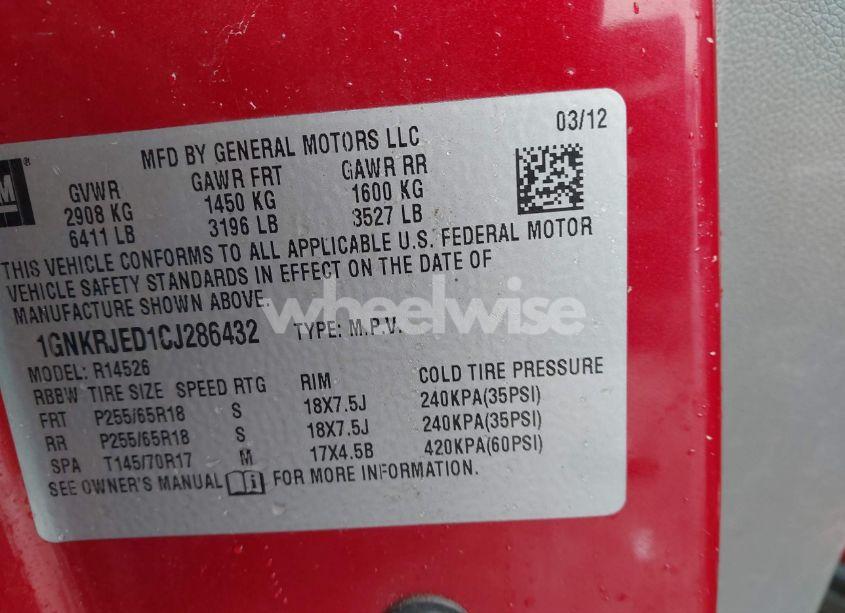 03/12
MFD BY GENERAL MOTORS LLC
GM®
GVWR GAWR FRT GAWR RR
2908 KG 1450 KG 1600 KG
6411 LB 3196 LB 3527 LB
THIS VEHICLE CONFORMS TO ALL APPLICABLE U.S. FEDERAL MOTOR
VEHICLE SAFETY STANDARDS IN EFFECT ON THE DATE OF
MANUFACTURE SHOWN ABOVE.
wheelwise
1GNKRJED1CJ286432 TYPE: M.P.V.
MODEL: R14526
RBBW TIRE SIZE SPEED RTG RIM COLD TIRE PRESSURE
FRT P255/65R18 S 18X7.5J 240KPA(35PSI)
RR P255/65R18 S 18X7.5J 240KPA(35PSI)
SPA T145/70R17 M 17X4.5B 420KPA(60PSI)
SEE OWNER'S MANUAL FOR MORE INFORMATION.